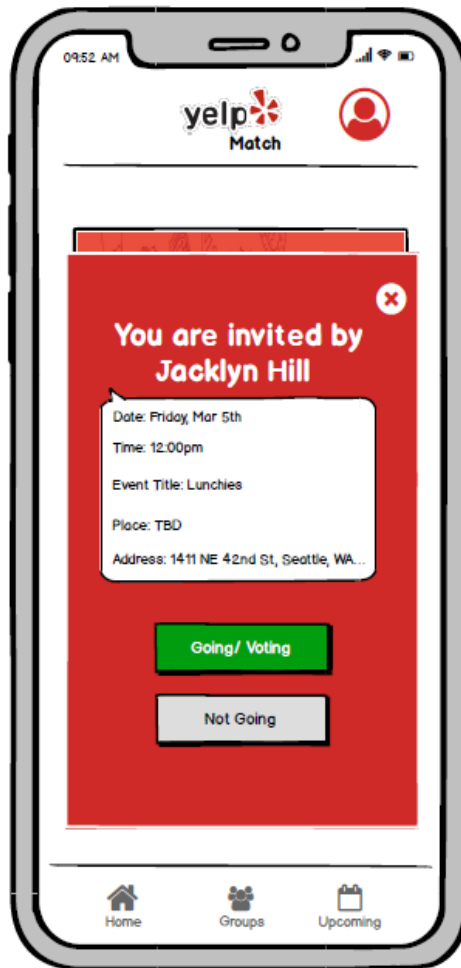 09:52 AM
yelp
Match
You are invited by
Jacklyn Hill
Date: Friday, Mar 5th
Time: 12:00pm
Event Title: Lunchies
Place: TBD
Address: 1411 NE 42nd St, Seattle, WA...
Going/ Voting
Not Going
Home
Groups
Upcoming